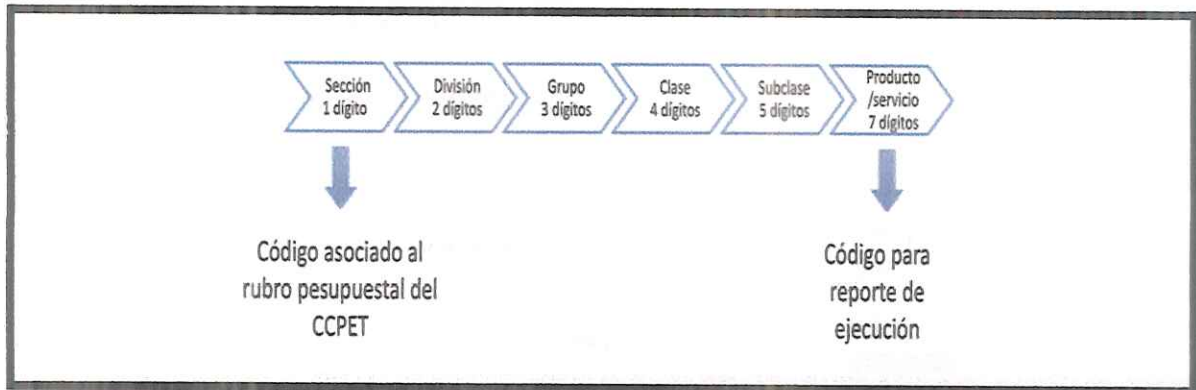 Sección
1 dígito
División
2 dígitos
Grupo
3 dígitos
Clase
4 dígitos
Subclase
5 dígitos
Producto
/servicio
7 dígitos
Código asociado al
rubro pesupuestal del
CCPET
Código para
reporte de
ejecución